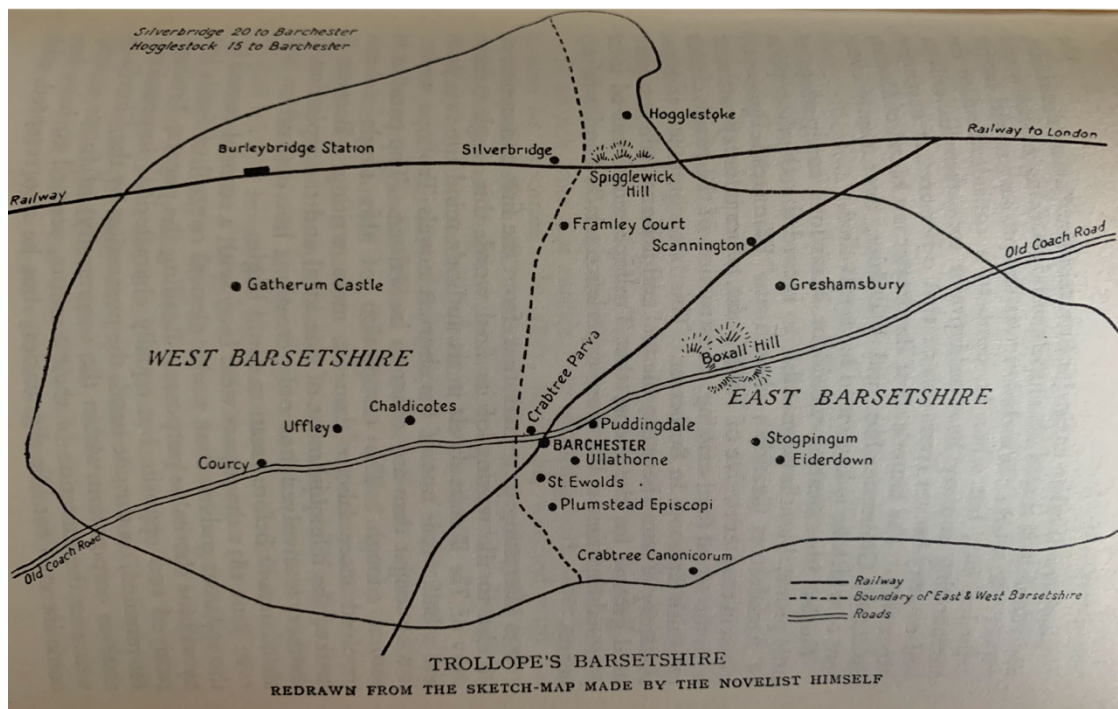 Silverbridge 20 to Barchester
Hogglestock 15 to Barchester
Hogglestoke
Railway to London
Burleybridge Station
Silverbridge
Spigglewick
Hill
Railway
Framley Court
Scannington
Old Coach Road
Gatherum Castle
Greshamsbury
WEST BARSETSHIRE
Boxall Hill
Crabtree Parva
EAST BARSETSHIRE
Chaldicotes
Uffley
Puddingdale
BARCHESTER
Stogpingum
Courcy
Ullathorne
Eiderdown
St. Ewolds
Plumstead Episcopi
Old Coach Road
Crabtree Canonicorum
Railway
Boundary of East & West Barsetshire
Roads
TROLLOPE'S BARSETSHIRE
REDRAWN FROM THE SKETCH-MAP MADE BY THE NOVELIST HIMSELF